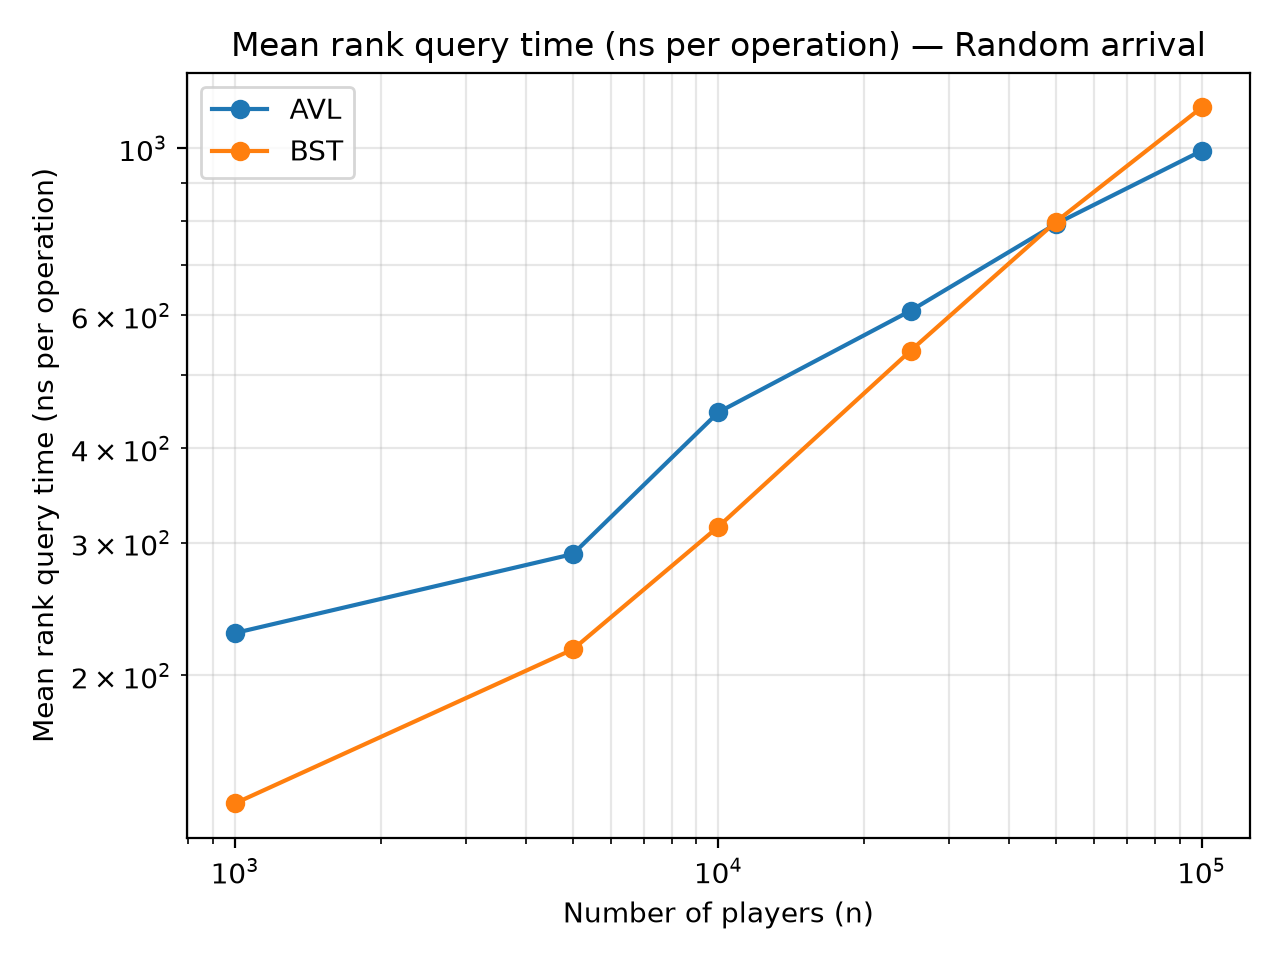 Mean rank query time (ns per operation) — Random arrival
AVL
BST
10³
6 × 10²
4 × 10²
3 × 10²
2 × 10²
Mean rank query time (ns per operation)
10³ 10⁴ 10⁵
Number of players (n)